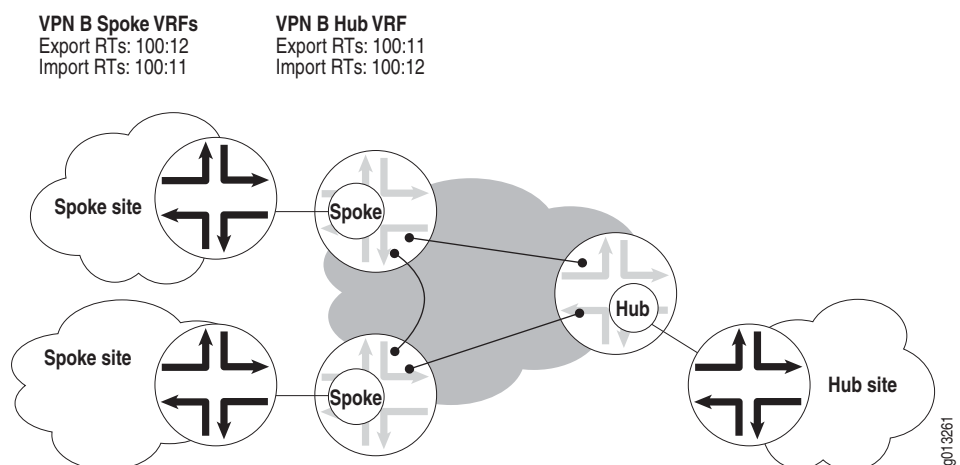 VPN B Spoke VRFs
Export RTs: 100:12
Import RTs: 100:11
VPN B Hub VRF
Export RTs: 100:11
Import RTs: 100:12
Spoke site
Spoke
Hub
Spoke site
Spoke
Hub site
g013261